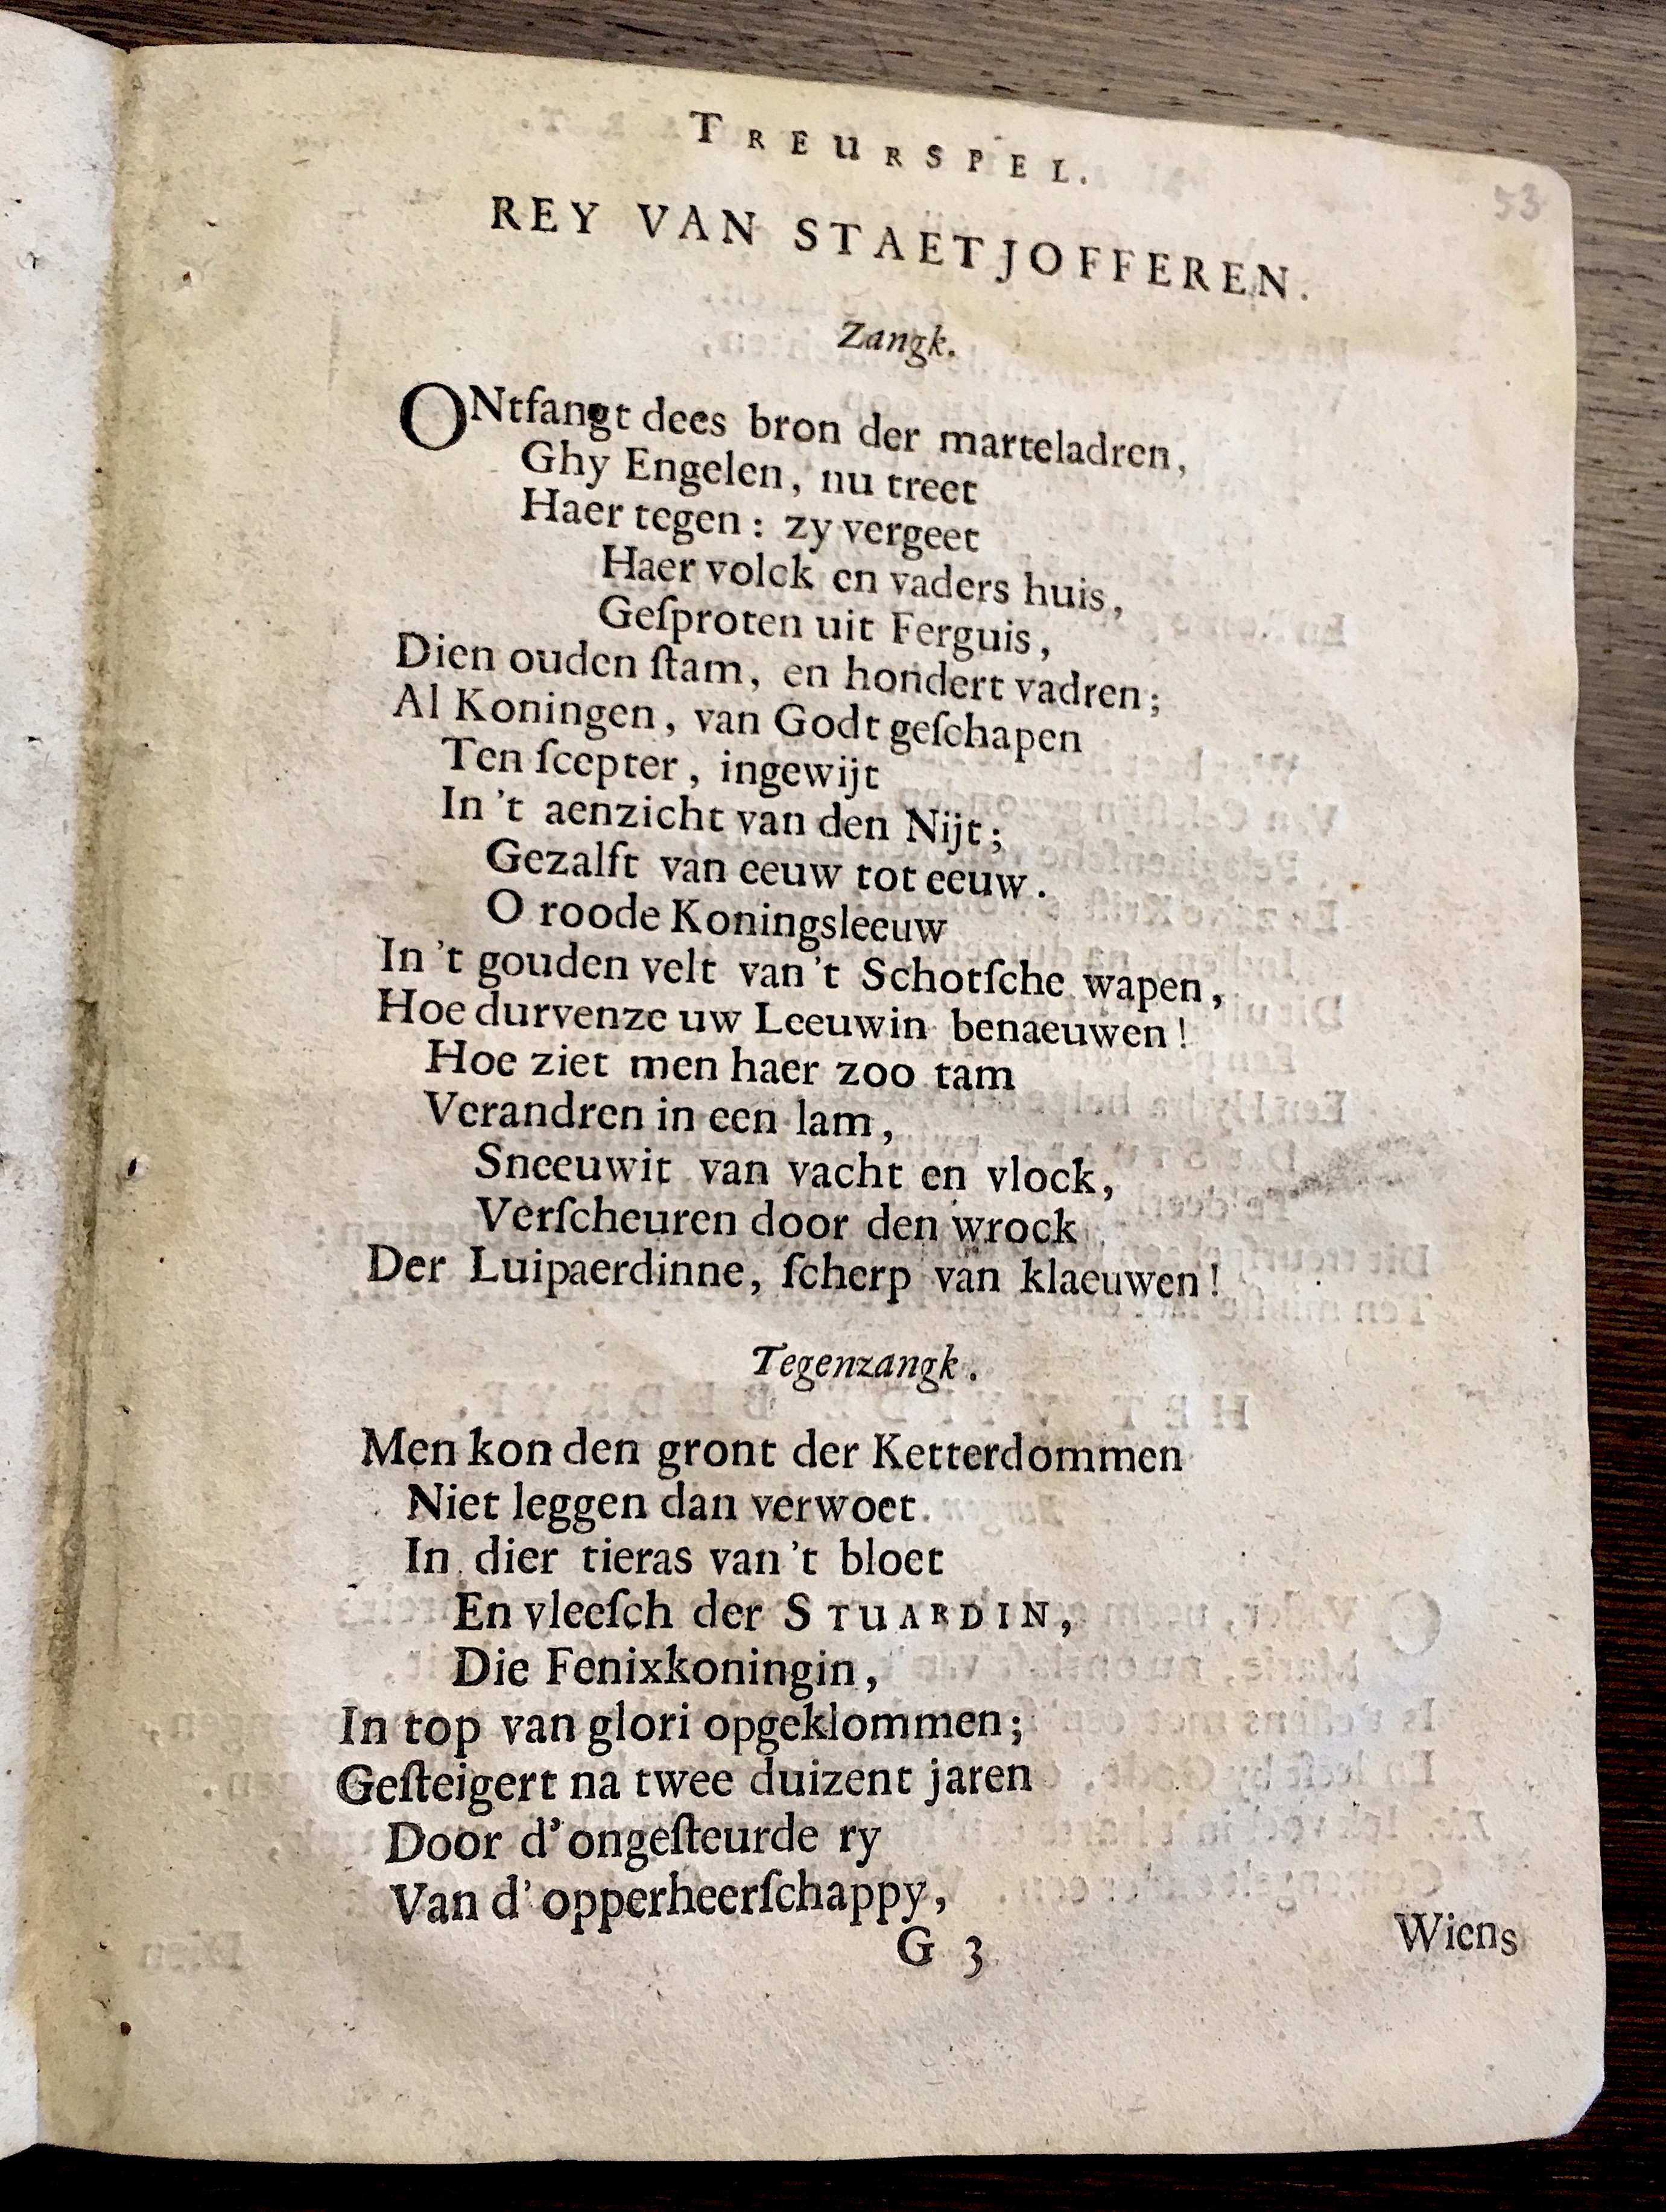 TREURSPEL.
53
REY VAN STAETJOFFEREN.
Zangk.
ONtfangt dees bron der marteladren,
Ghy Engelen, nu treet
Haer tegen: zy vergeet
Haer volck en vaders huis,
Geſproten uit Ferguis,
Dien ouden ſtam, en hondert vadren;
Al Koningen, van Godt geſchapen
Ten ſcepter, ingewijt
In 't aenzicht van den Nijt;
Gezalft van eeuw tot eeuw.
O roode Koningsleeuw
In 't gouden velt van 't Schotſche wapen,
Hoe durvenze uw Leeuwin benaeuwen!
Hoe ziet men haer zoo tam
Verandren in een lam,
Sneeuwit van vacht en vlock,
Verſcheuren door den wrock
Der Luipaerdinne, ſcherp van klaeuwen!
Tegenzangk.
Men kon den gront der Ketterdommen
Niet leggen dan verwoet
In dier tieras van 't bloet
En vleeſch der STUARDIN,
Die Fenixkoningin,
In top van glori opgeklommen;
Geſteigert na twee duizent jaren
Door d'ongeſteurde ry
Van d'opperheerſchappy,
G 3
Wiens